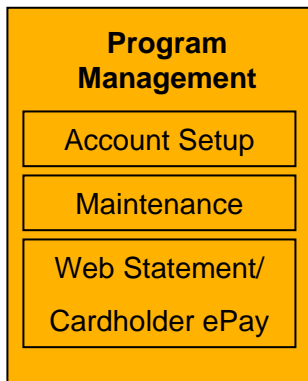 Program
Management
Account Setup
Maintenance
Web Statement/
Cardholder ePay